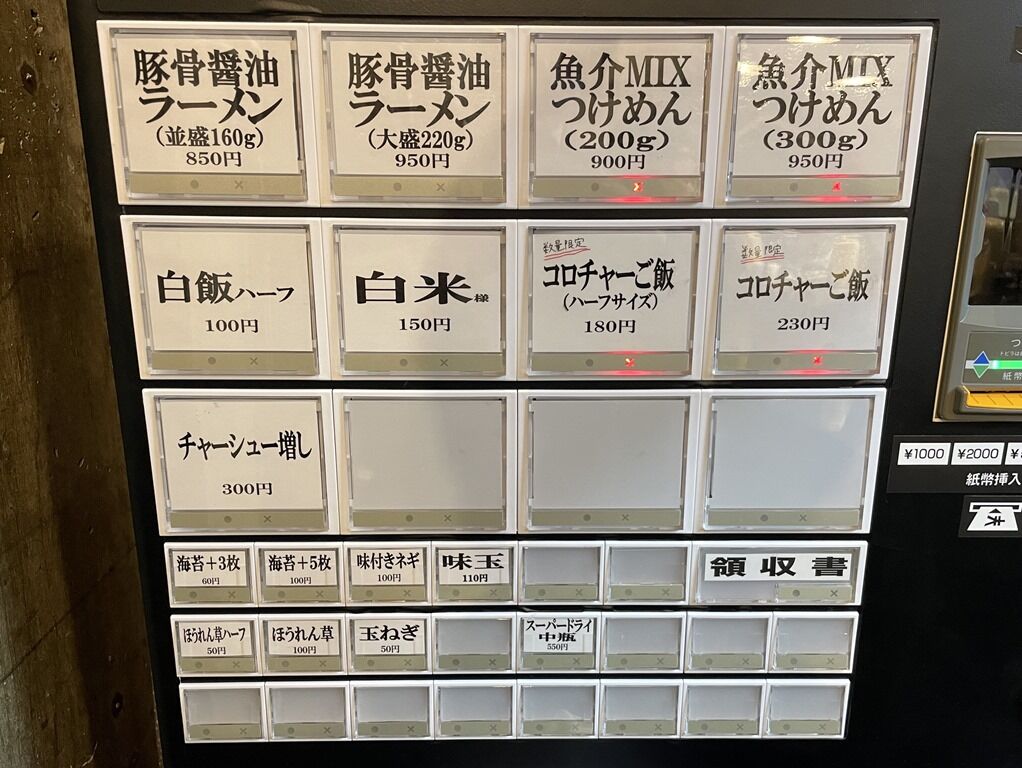 豚骨醤油
ラーメン
(並盛160g)
850円
豚骨醤油
ラーメン
(大盛220g)
950円
魚介MIX
つけめん
(200g)
900円
魚介MIX
つけめん
(300g)
950円
白飯ハーフ
100円
白米様
150円
数量限定
コロチャーご飯
(ハーフサイズ)
180円
数量限定
コロチャーご飯
230円
チャーシュー増し
300円
海苔+3枚
60円
海苔+5枚
100円
味付きネギ
100円
味玉
110円
領収書
ほうれん草ハーフ
50円
ほうれん草
100円
玉ねぎ
50円
スーパードライ
中瓶
550円
¥1000
¥2000
紙幣挿入